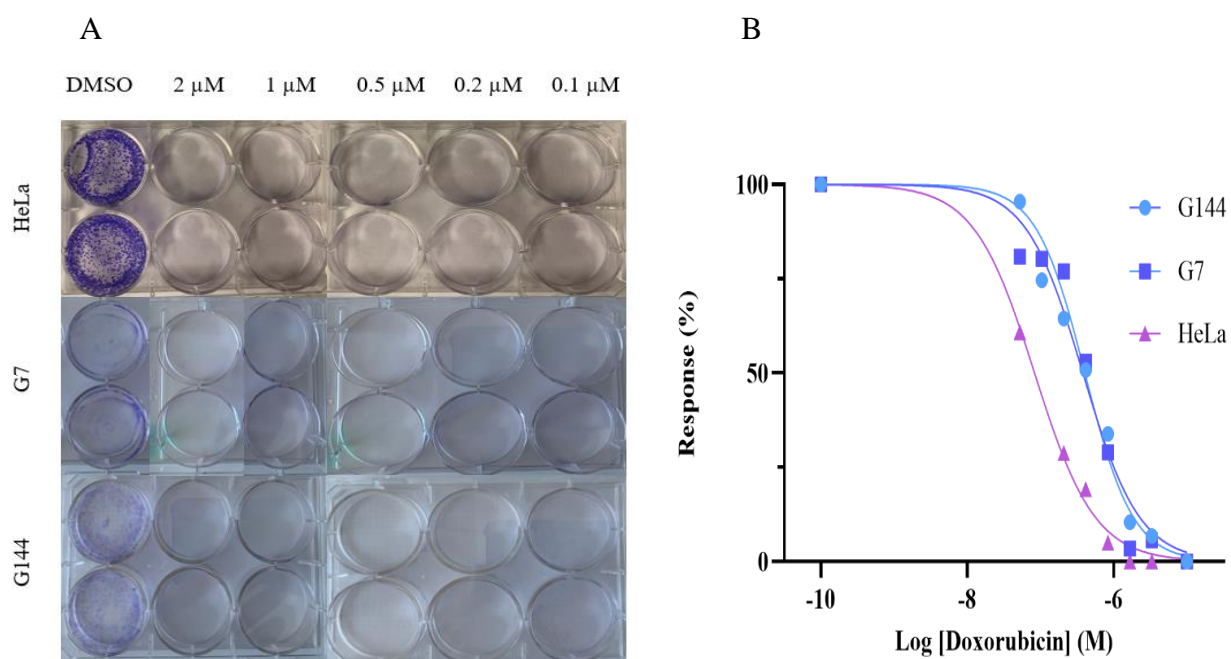 A
DMSO 2 µM 1 µM 0.5 µM 0.2 µM 0.1 µM
HeLa
G7
G144
B
Response (%)
100
50
0
-10 -8 -6
Log [Doxorubicin] (M)
G144
G7
HeLa